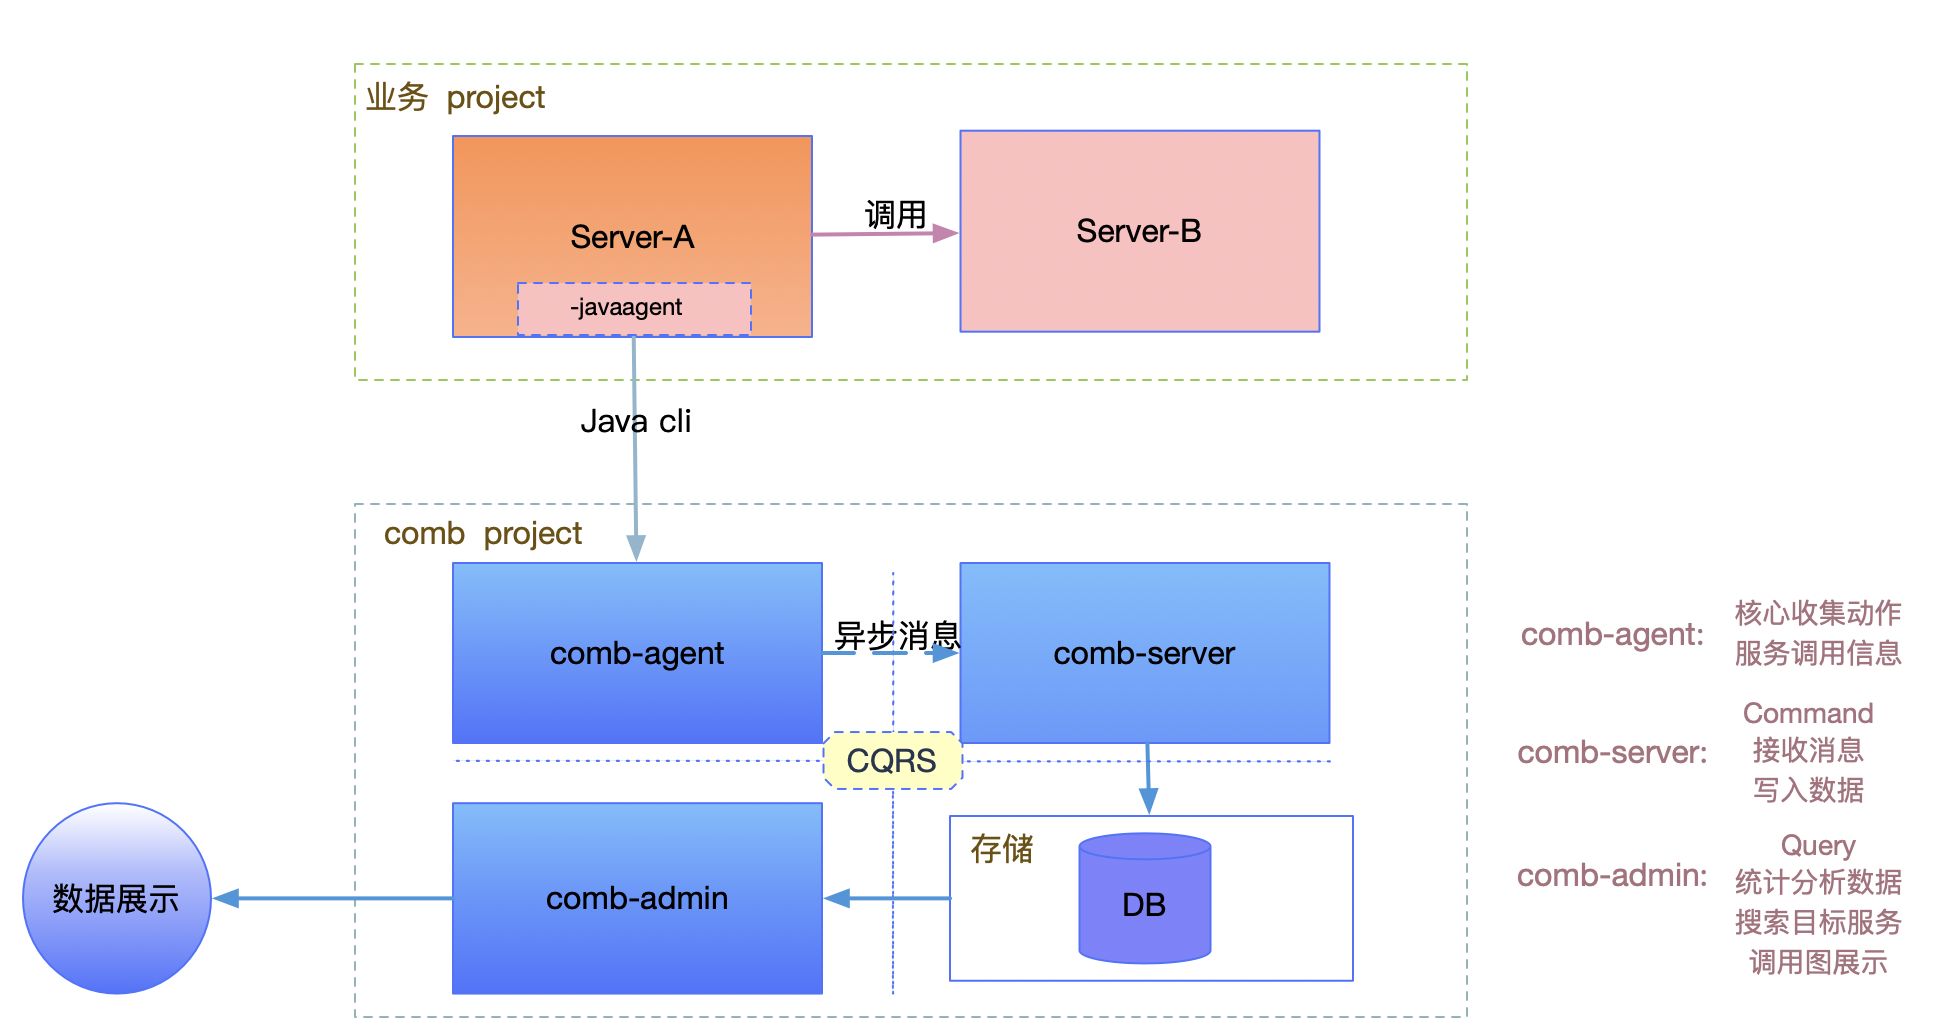 业务 project
Server-A
调用
Server-B
-javaagent
Java cli
comb project
comb-agent
异步消息
comb-server
CQRS
数据展示
comb-admin
存储
DB
comb-agent:
核心收集动作
服务调用信息
comb-server:
Command
接收消息
写入数据
comb-admin:
Query
统计分析数据
搜索目标服务
调用图展示